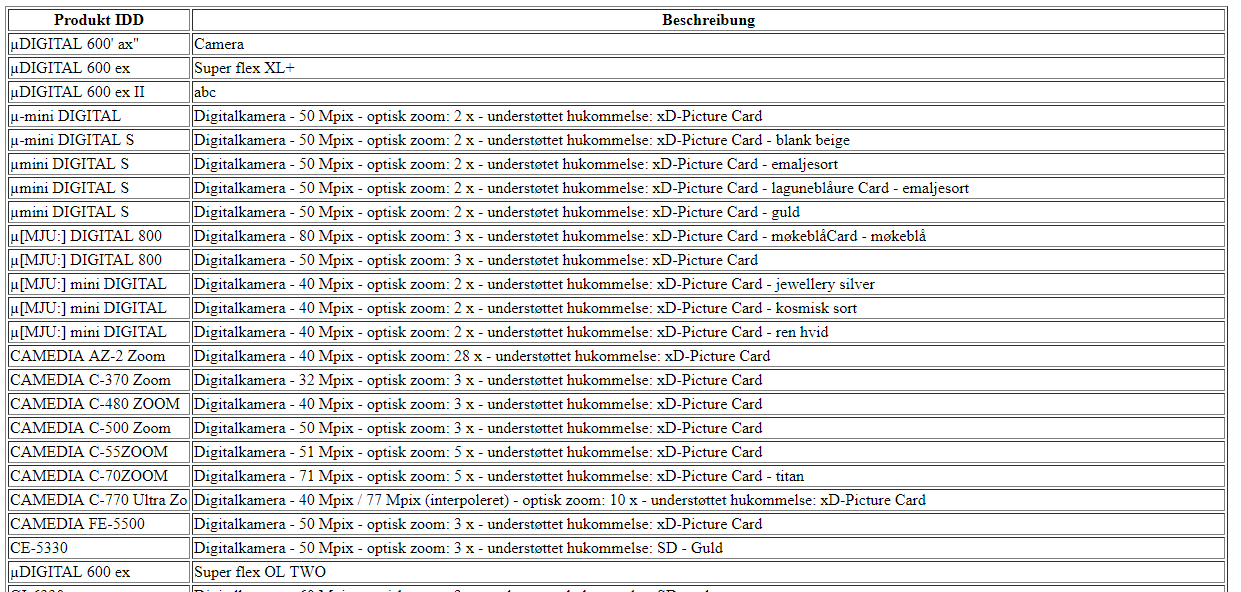 Produkt IDD Beschreibung
µDIGITAL 600' ax" Camera
µDIGITAL 600 ex Super flex XL+
µDIGITAL 600 ex II abc
µ-mini DIGITAL Digitalkamera - 50 Mpix - optisk zoom: 2 x - understøttet hukommelse: xD-Picture Card
µ-mini DIGITAL S Digitalkamera - 50 Mpix - optisk zoom: 2 x - understøttet hukommelse: xD-Picture Card - blank beige
µmini DIGITAL S Digitalkamera - 50 Mpix - optisk zoom: 2 x - understøttet hukommelse: xD-Picture Card - emaljesort
µmini DIGITAL S Digitalkamera - 50 Mpix - optisk zoom: 2 x - understøttet hukommelse: xD-Picture Card - laguneblåure Card - emaljesort
µmini DIGITAL S Digitalkamera - 50 Mpix - optisk zoom: 2 x - understøtet hukommelse: xD-Picture Card - guld
µ[MJU:] DIGITAL 800 Digitalkamera - 80 Mpix - optisk zoom: 3 x - understøtet hukommelse: xD-Picture Card - møkeblåCard - møkeblå
µ[MJU:] DIGITAL 800 Digitalkamera - 50 Mpix - optisk zoom: 3 x - understøtet hukommelse: xD-Picture Card
µ[MJU:] mini DIGITAL Digitalkamera - 40 Mpix - optisk zoom: 2 x - understøttet hukommelse: xD-Picture Card - jewellery silver
µ[MJU:] mini DIGITAL Digitalkamera - 40 Mpix - optisk zoom: 2 x - understøttet hukommelse: xD-Picture Card - kosmisk sort
µ[MJU:] mini DIGITAL Digitalkamera - 40 Mpix - optisk zoom: 2 x - understøttet hukommelse: xD-Picture Card - ren hvid
CAMEDIA AZ-2 Zoom Digitalkamera - 40 Mpix - optisk zoom: 28 x - understøttet hukommelse: xD-Picture Card
CAMEDIA C-370 Zoom Digitalkamera - 32 Mpix - optisk zoom: 3 x - understøttet hukommelse: xD-Picture Card
CAMEDIA C-480 ZOOM Digitalkamera - 40 Mpix - optisk zoom: 3 x - understøttet hukommelse: xD-Picture Card
CAMEDIA C-500 Zoom Digitalkamera - 50 Mpix - optisk zoom: 3 x - understøttet hukommelse: xD-Picture Card
CAMEDIA C-55ZOOM Digitalkamera - 51 Mpix - optisk zoom: 5 x - understøttet hukommelse: xD-Picture Card
CAMEDIA C-70ZOOM Digitalkamera - 71 Mpix - optisk zoom: 5 x - understøttet hukommelse: xD-Picture Card - titan
CAMEDIA C-770 Ultra Zo Digitalkamera - 40 Mpix / 77 Mpix (interpoleret) - optisk zoom: 10 x - understøttet hukommelse: xD-Picture Card
CAMEDIA FE-5500 Digitalkamera - 50 Mpix - optisk zoom: 3 x - understøttet hukommelse: xD-Picture Card
CE-5330 Digitalkamera - 50 Mpix - optisk zoom: 3 x - understøttet hukommelse: SD - Guld
µDIGITAL 600 ex Super flex OL TWO